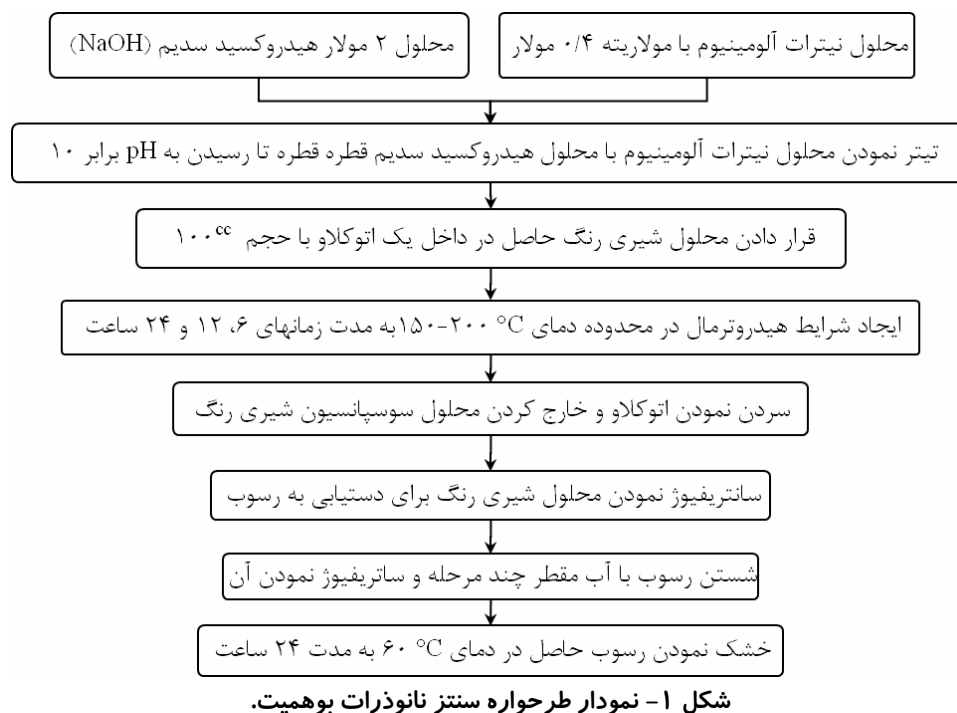 محلول نیترات آلومینیوم با مولاریته ۰/۴ مولار
محلول ۲ مولار هیدروکسید سدیم (NaOH)
تیتر نمودن محلول نیترات آلومینیوم با محلول هیدروکسید سدیم قطره قطره تا رسیدن به pH برابر ۱۰
قرار دادن محلول شیری رنگ حاصل در داخل یک اتوکلاو با حجم ۱۰۰cc
ایجاد شرایط هیدروترمال در محدوده دمای ۱۵۰-۲۰۰ °C به مدت زمانهای ۶، ۱۲ و ۲۴ ساعت
سردن نمودن اتوکلاو و خارج کردن محلول سوسپانسیون شیری رنگ
سانتریفیوژ نمودن محلول شیری رنگ برای دستیابی به رسوب
شستن رسوب با آب مقطر چند مرحله و ساتریفیوژ نمودن آن
خشک نمودن رسوب حاصل در دمای ۶۰ °C به مدت ۲۴ ساعت
شکل ۱- نمودار طرحواره سنتز نانوذرات بوهمیت.